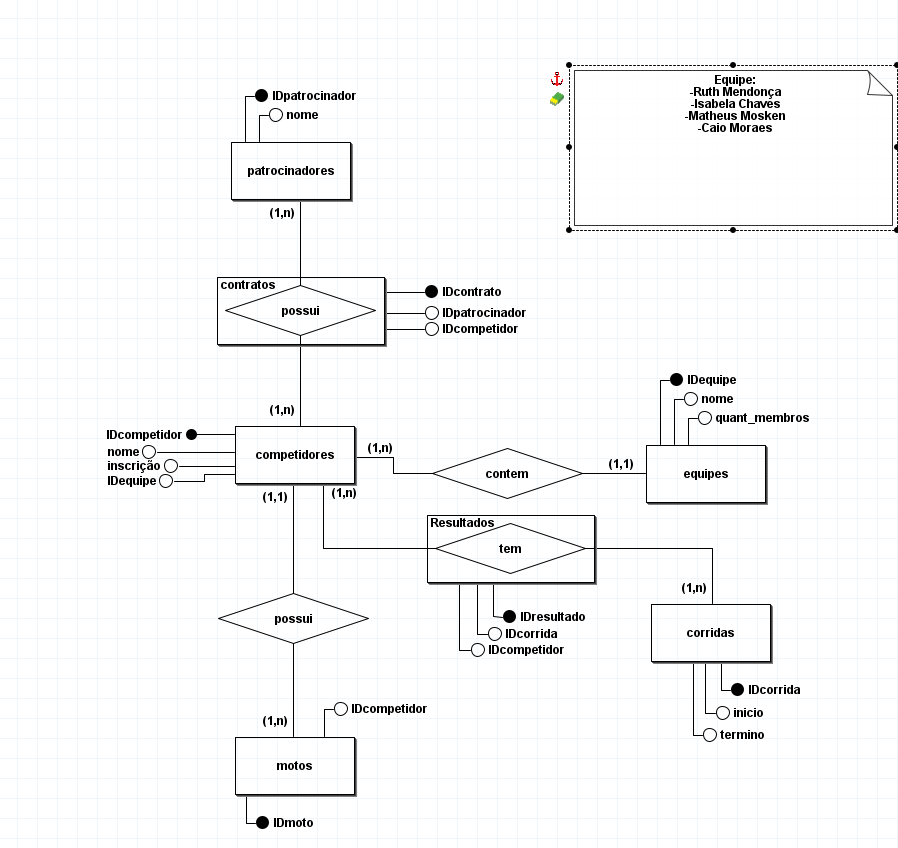 Equipe:
-Ruth Mendonça
-Isabela Chaves
-Matheus Mosken
-Caio Moraes
IDpatrocinador
nome
patrocinadores
(1,n)
contratos
possui
IDcontrato
IDpatrocinador
IDcompetidor
(1,n)
IDcompetidor
nome
inscrição
IDequipe
competidores
(1,n)
contem
(1,1)
IDequipe
nome
quant_membros
equipes
(1,1)
(1,n)
Resultados
tem
IDresultado
IDcorrida
IDcompetidor
(1,n)
corridas
IDcorrida
inicio
termino
possui
(1,n)
IDcompetidor
motos
IDmoto